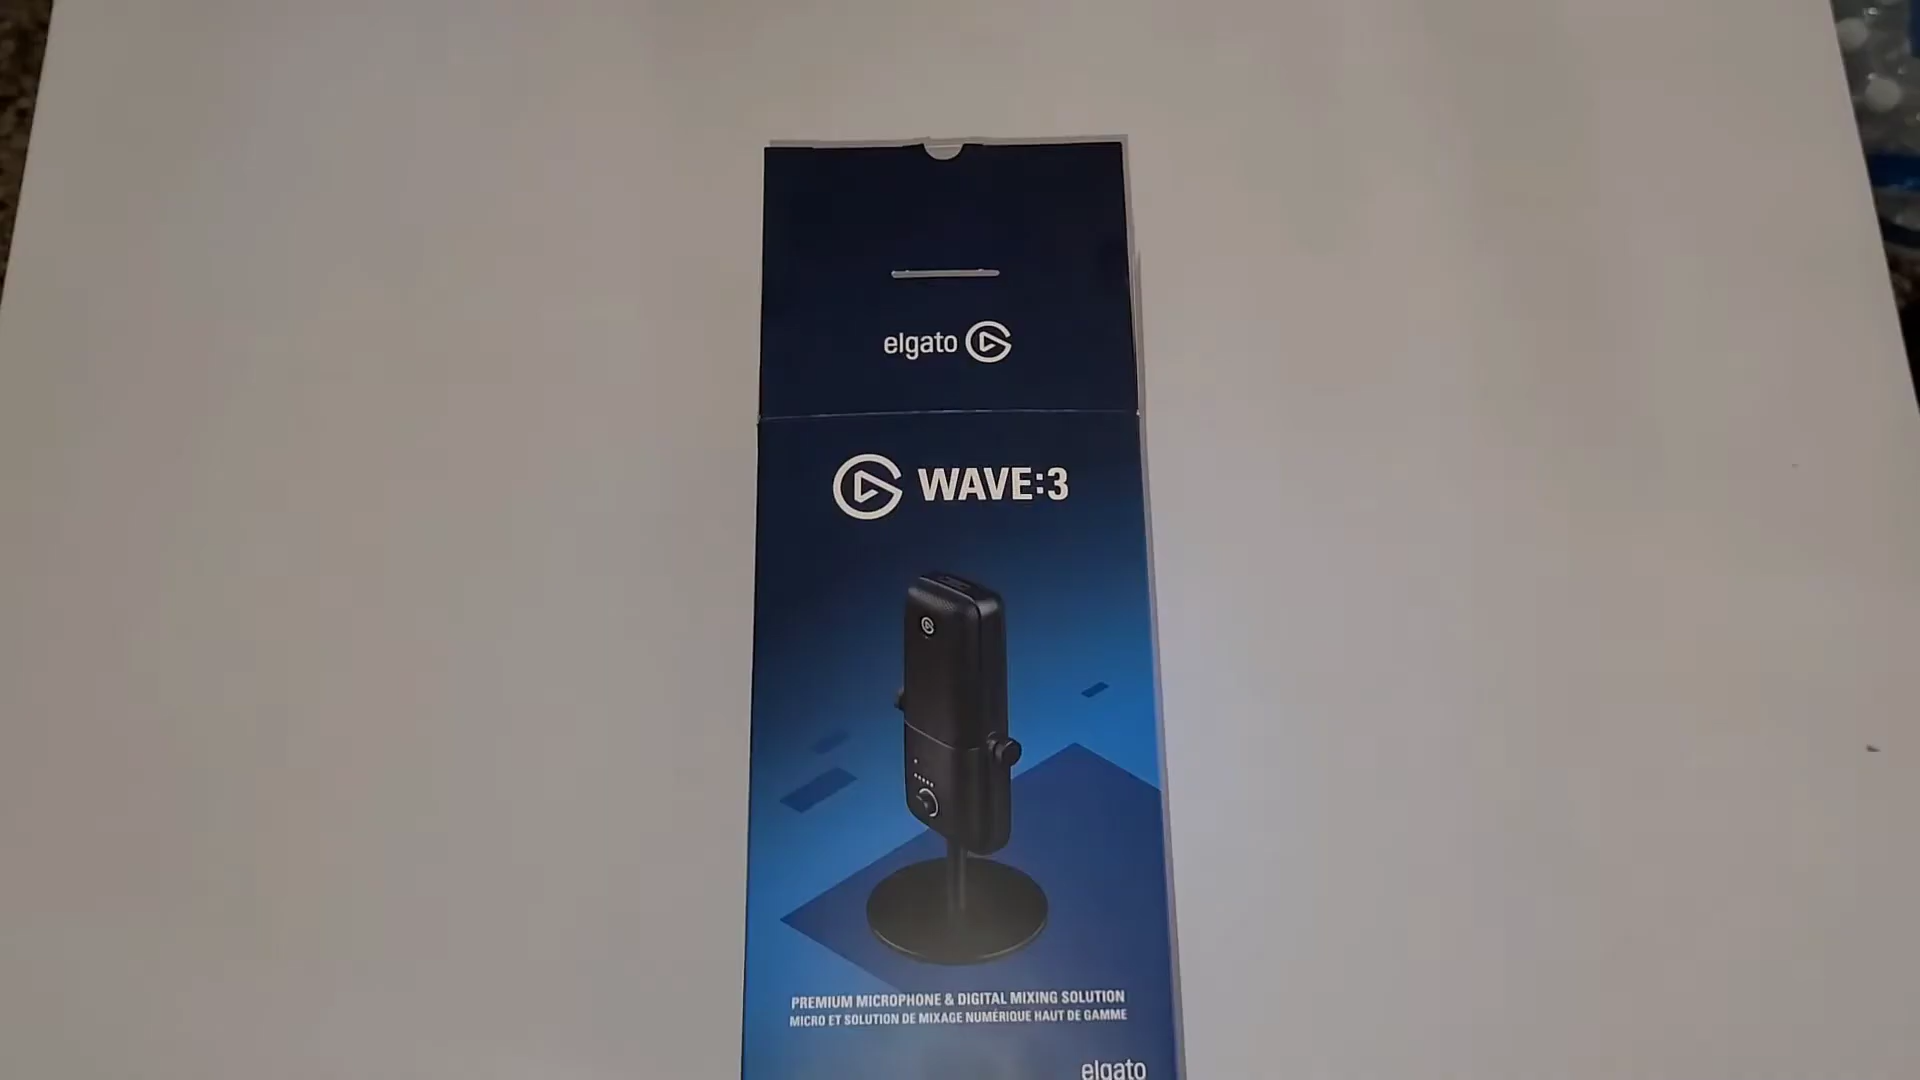 elgato
WAVE:3
PREMIUM MICROPHONE & DIGITAL MIXING SOLUTION
MICRO ET SOLUTION DE MIXAGE NUMÉRIQUE HAUT DE GAMME
elgato